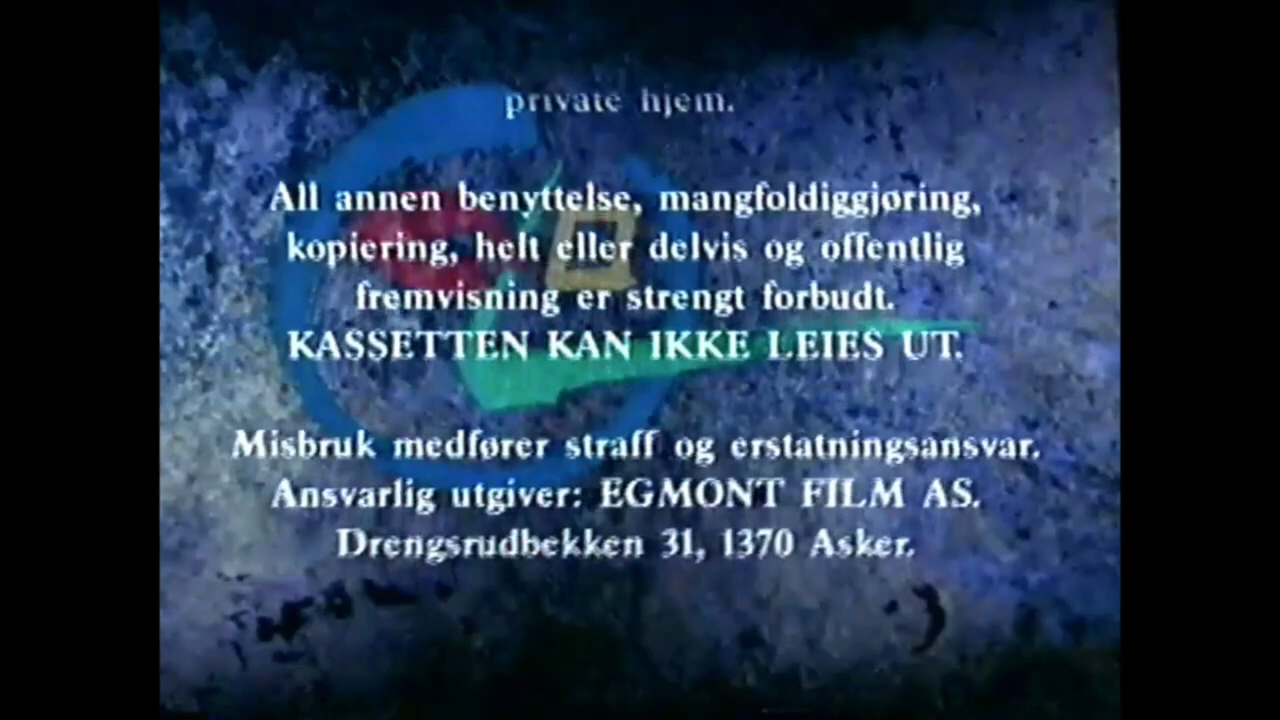 private hjem.
All annen benyttelse, mangfoldiggjøring,
kopiering, helt eller delvis og offentlig
fremvisning er strengt forbudt.
KASSETTEN KAN IKKE LEIES UT.
Misbruk medfører straff og erstatningsansvar.
Ansvarlig utgiver: EGMONT FILM AS.
Drengsrudbekken 31, 1370 Asker.